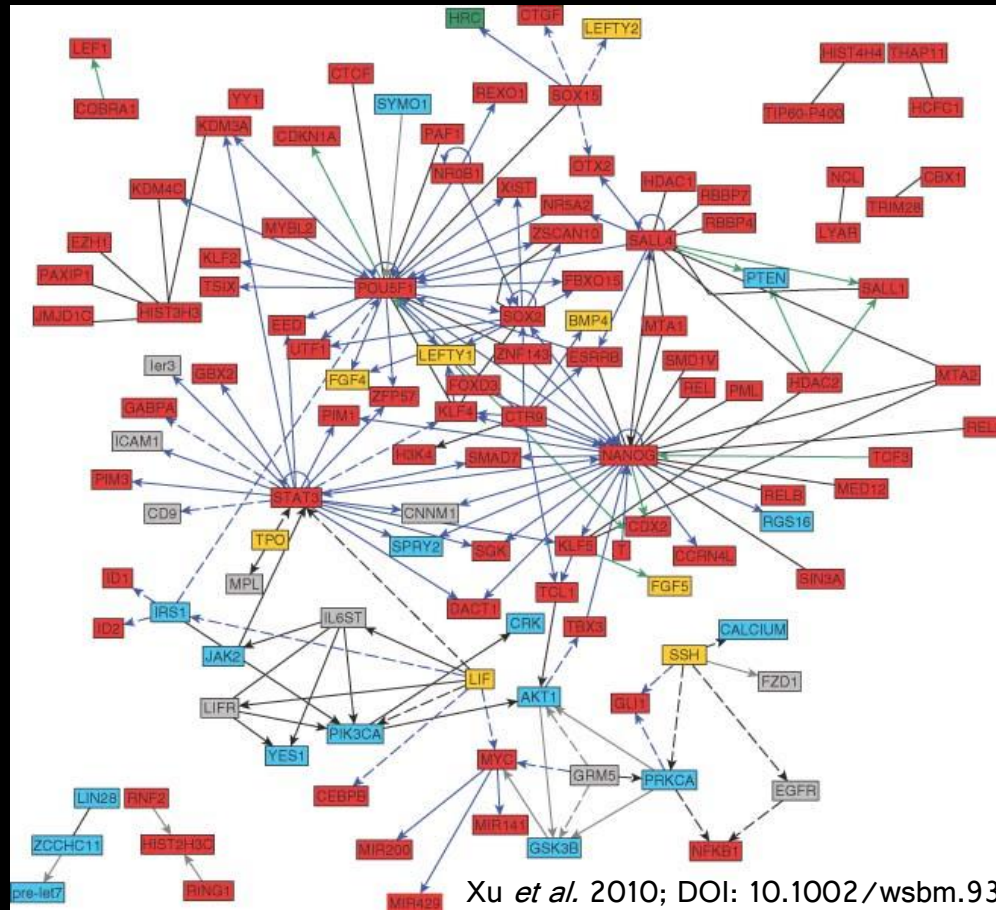 HRC
CTGF
LEFTY2
LEF1
COBRA1
CTCF
SYMO1
REXO1
SOX15
HIST4H4
THAP11
TIP60-P400
HCFC1
YY1
KDM3A
CDKN1A
PAF1
NR0B1
OTX2
HDAC1
RBBP7
RBBP4
NCL
CBX1
TRIM28
LYAR
KDM4C
XIST
NR5A2
ZSCAN10
SALL4
MYBL2
EZH1
KLF2
PAXIP1
TSIX
POU5F1
FBXO15
PTEN
SALL1
JMJD1C
HIST3H3
EED
SOX2
BMP4
MTA1
UTF1
LEFTY1
ZNF143
ESRRB
SMD1V
Ier3
GBX2
FGF4
ZFP57
FOXD3
REL
PML
HDAC2
MTA2
GABPA
PIM1
KLF4
CTR9
REL
ICAM1
H3K4
SMAD7
NANOG
TCF3
PIM3
STAT3
RELB
MED12
CD9
CNNM1
CDX2
RGS16
TPO
SPRY2
SGK
KLF5
T
CCRN4L
MPL
FGF5
SIN3A
ID1
IRS1
DACT1
TCL1
ID2
IL6ST
CRK
TBX3
CALCIUM
JAK2
LIF
SSH
FZD1
LIFR
AKT1
GLI1
PIK3CA
YES1
MYC
GRM5
PRKCA
EGFR
LIN28
RNF2
CEBPB
MIR141
ZCCHC11
HIST2H3C
MIR200
GSK3B
NFKB1
pre-let7
RING1
MIR429
Xu et al. 2010; DOI: 10.1002/wsbm.93